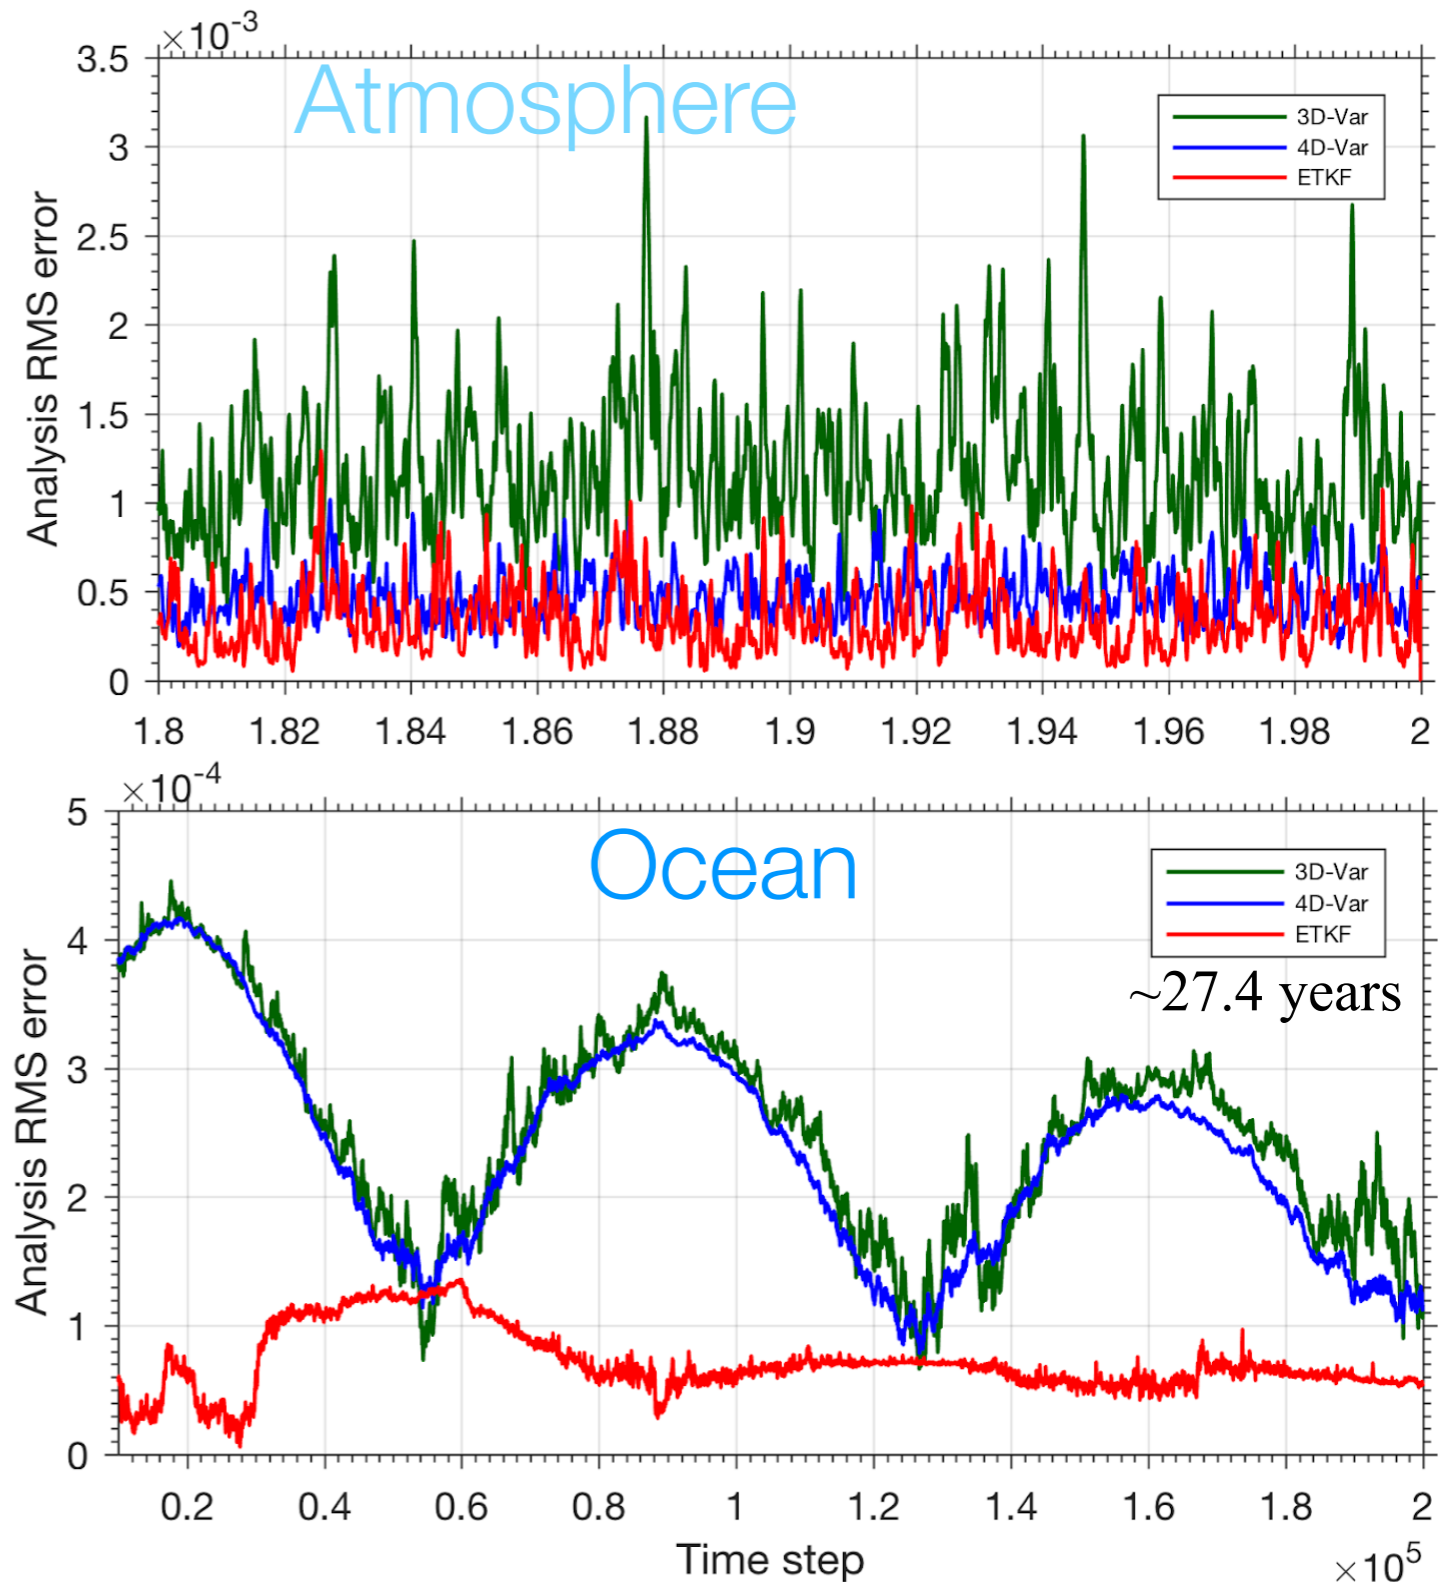 ×10-3
3.5
3
2.5
2
1.5
1
0.5
0
Analysis RMS error
Atmosphere
3D-Var
4D-Var
ETKF
1.8 1.82 1.84 1.86 1.88 1.9 1.92 1.94 1.96 1.98 2
×10-4
5
4
3
2
1
0
Analysis RMS error
Ocean
3D-Var
4D-Var
ETKF
~27.4 years
0.2 0.4 0.6 0.8 1 1.2 1.4 1.6 1.8 2
Time step
×105